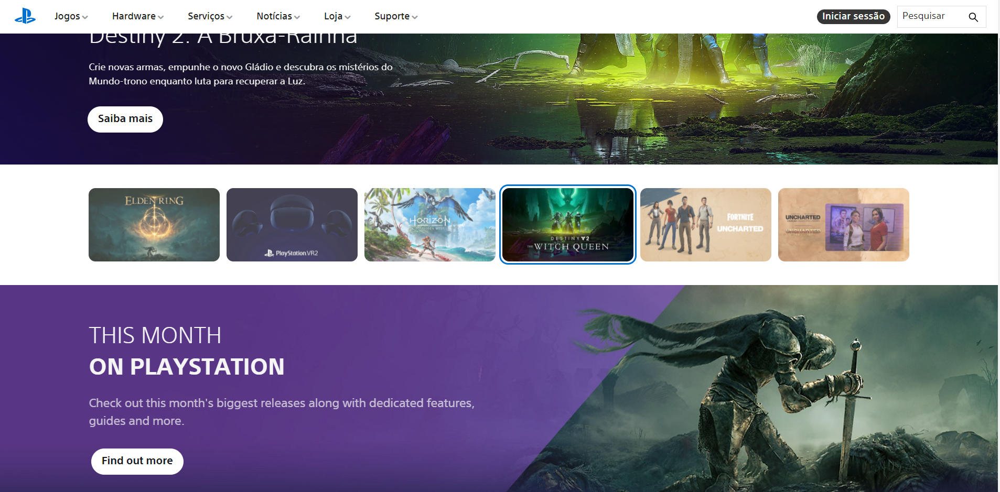 Jogos
Hardware
Serviços
Notícias
Loja
Suporte
Iniciar sessão
Pesquisar
Destiny 2: A Bruxa-Rainha
Crie novas armas, empunhe o novo Gládio e descubra os mistérios do
Mundo-trono enquanto luta para recuperar a Luz.
Saiba mais
ELDEN RING
PlayStation VR2
HORIZON
FORBIDDEN WEST
DESTINY 2
THE WITCH QUEEN
FORTNITE
UNCHARTED
UNCHARTED
UNCHARTED
THIS MONTH
ON PLAYSTATION
Check out this month's biggest releases along with dedicated features,
guides and more.
Find out more